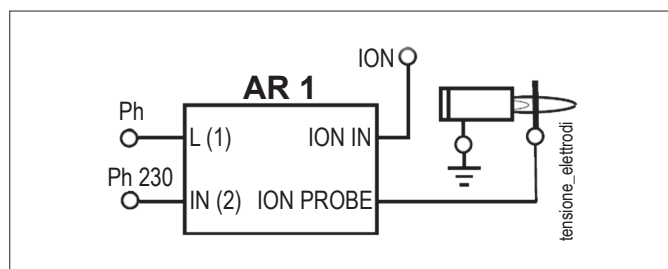 ION
AR 1
Ph
L (1)
ION IN
Ph 230
IN (2)
ION PROBE
tensione_elettrodi